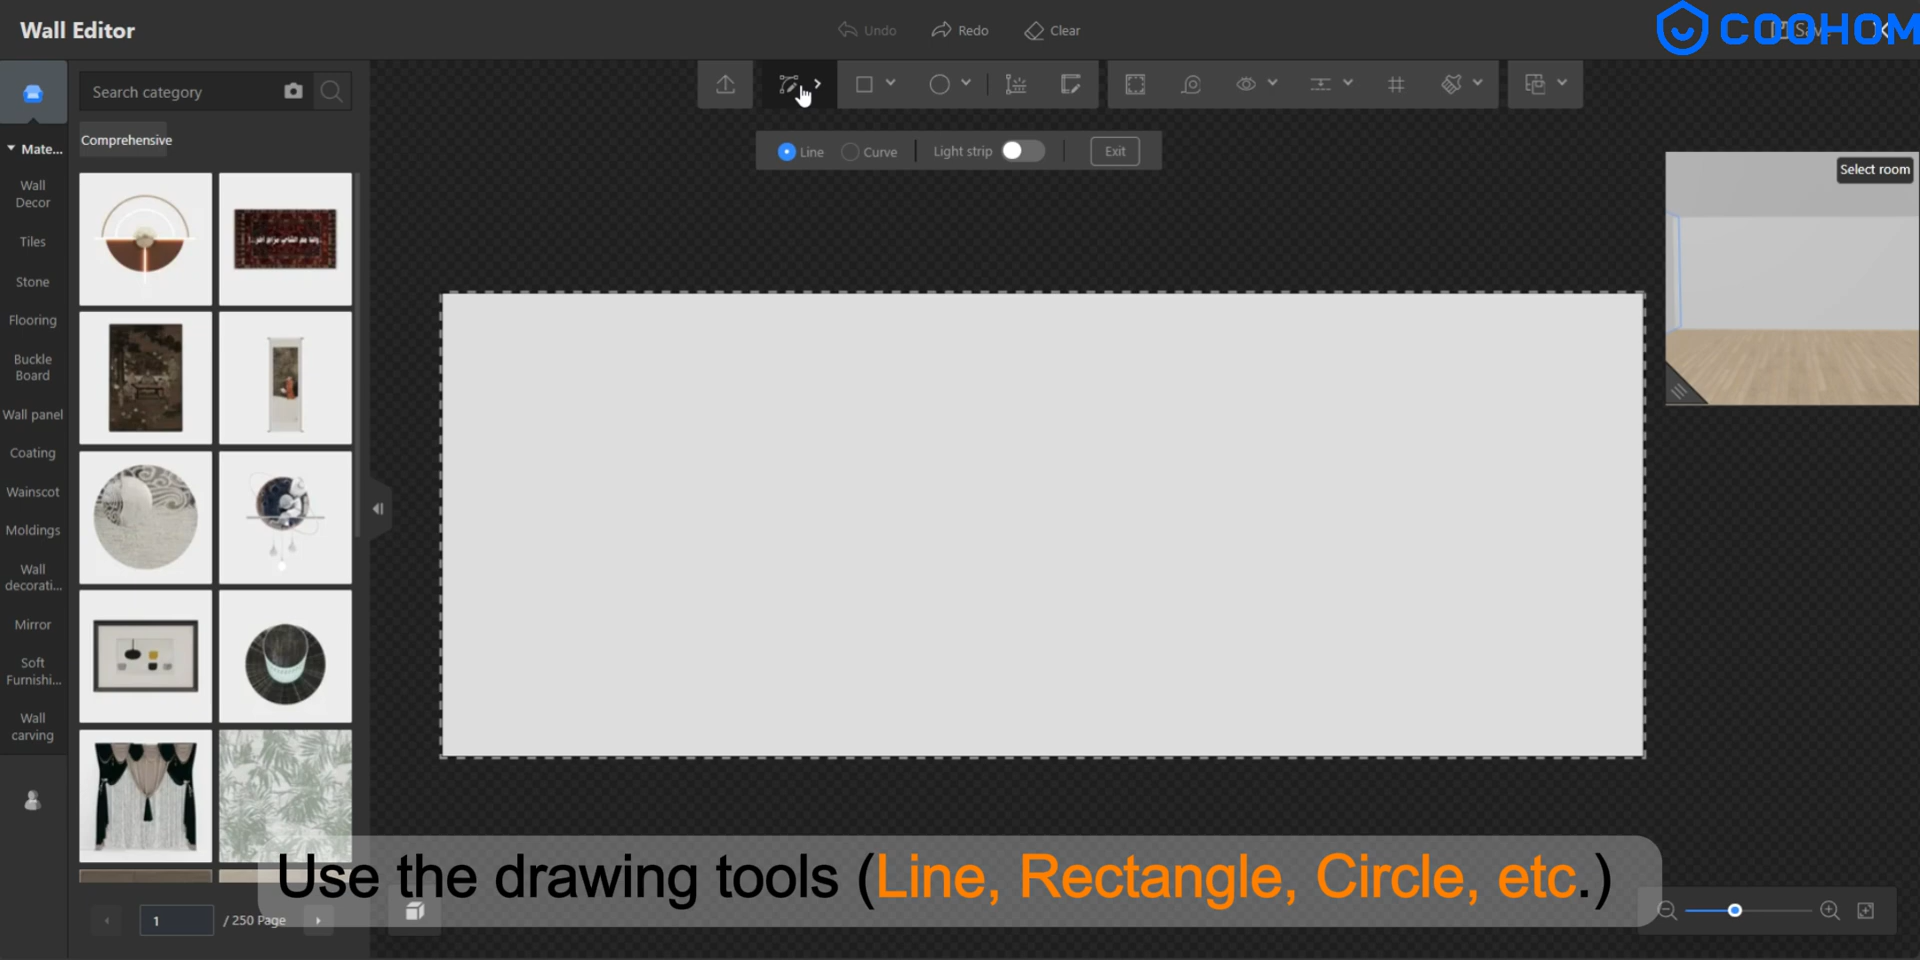 Wall Editor
Undo
Redo
Clear
COOHOM
Search category
Comprehensive
Mate...
Wall
Decor
Tiles
Stone
Flooring
Buckle
Board
Wall panel
Coating
Wainscot
Moldings
Wall
decorati...
Mirror
Soft
Furnishi...
Wall
carving
Line
Curve
Light strip
Exit
Select room
Use the drawing tools (Line, Rectangle, Circle, etc.)
1
/ 250 Page